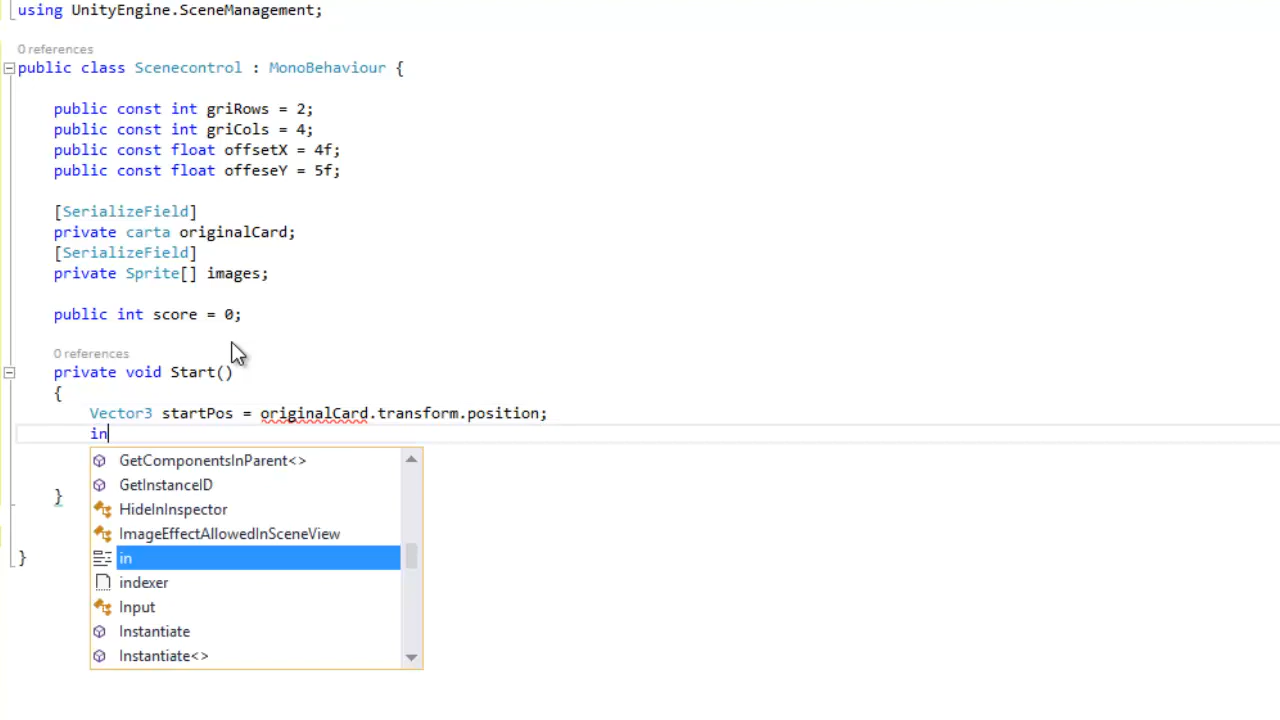 using UnityEngine.SceneManagement;
0 references
public class Scenecontrol : MonoBehaviour {
public const int griRows = 2;
public const int griCols = 4;
public const float offsetX = 4f;
public const float offeseY = 5f;
[SerializeField]
private carta originalCard;
[SerializeField]
private Sprite[] images;
public int score = 0;
0 references
private void Start()
{
Vector3 startPos = originalCard.transform.position;
in
GetComponentsInParent<>
GetInstanceID
HideInInspector
ImageEffectAllowedInSceneView
in
indexer
Input
Instantiate
Instantiate<>
}
}